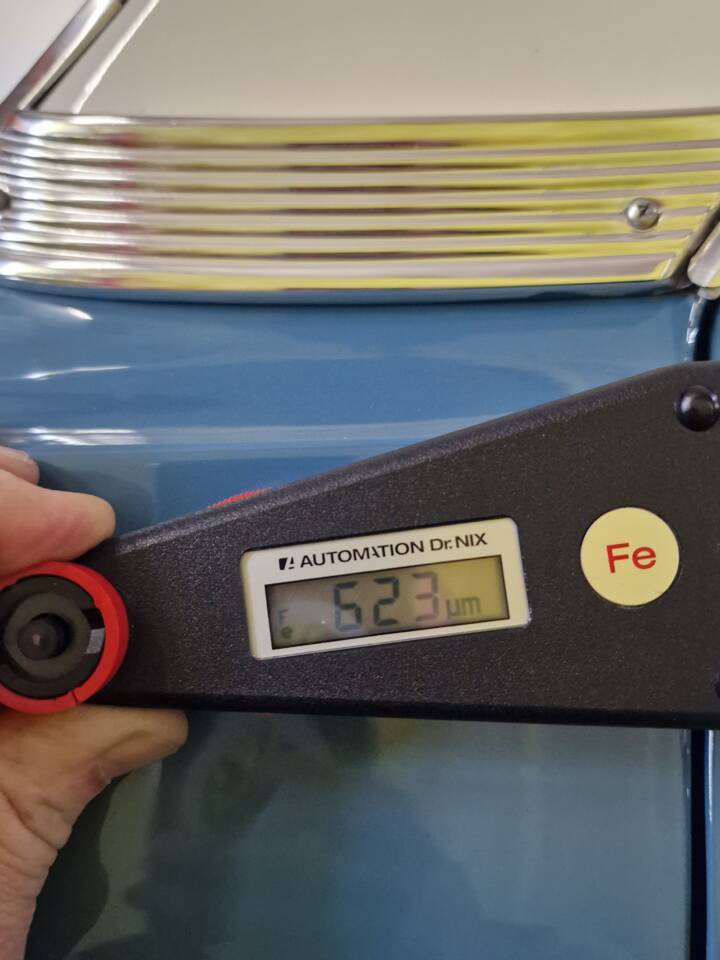 AUTOMATION Dr. NIX
Fe 623 µm
Fe